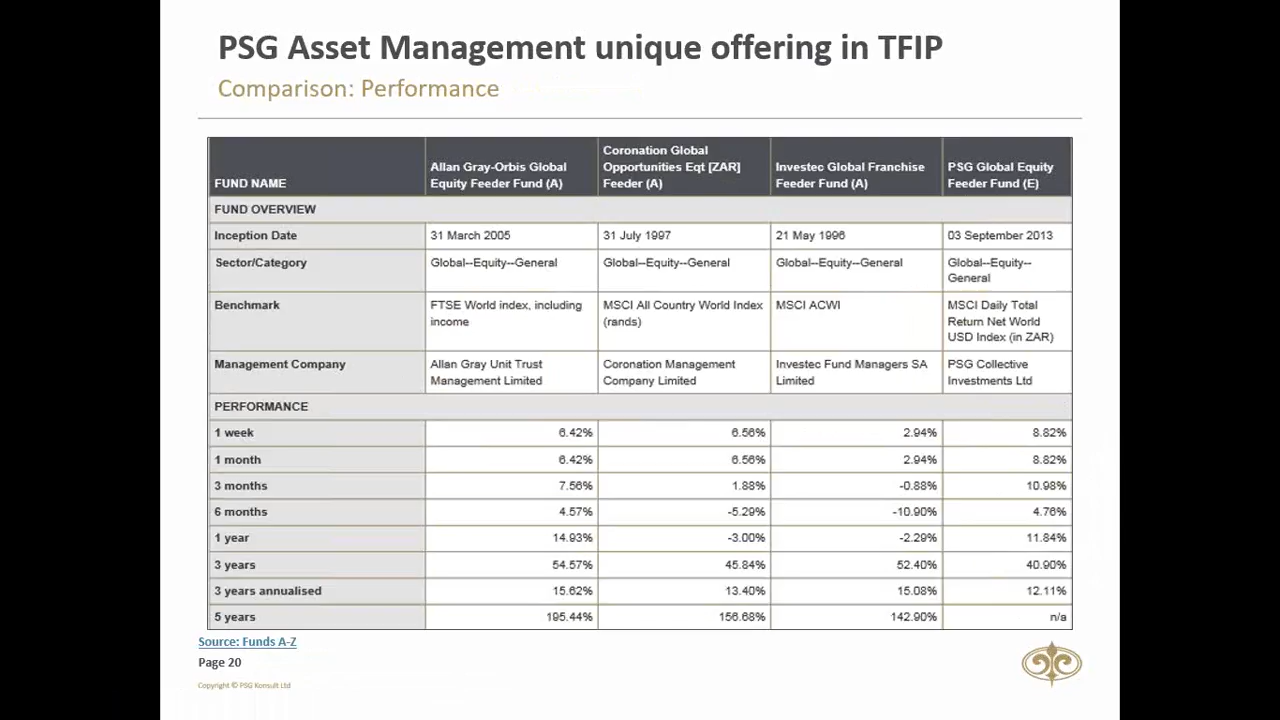 PSG Asset Management unique offering in TFIP
Comparison: Performance
FUND NAME
Allan Gray-Orbis Global
Equity Feeder Fund (A)
Coronation Global
Opportunities Eqt [ZAR]
Feeder (A)
Investec Global Franchise
Feeder Fund (A)
PSG Global Equity
Feeder Fund (E)
FUND OVERVIEW
Inception Date
31 March 2005
31 July 1997
21 May 1996
03 September 2013
Sector/Category
Global--Equity--General
Global--Equity--General
Global--Equity--General
Global--Equity--
General
Benchmark
FTSE World index, including
income
MSCI All Country World Index
(rands)
MSCI ACWI
MSCI Daily Total
Return Net World
USD Index (in ZAR)
Management Company
Allan Gray Unit Trust
Management Limited
Coronation Management
Company Limited
Investec Fund Managers SA
Limited
PSG Collective
Investments Ltd
PERFORMANCE
1 week 6.42% 6.56% 2.94% 8.82%
1 month 6.42% 6.56% 2.94% 8.82%
3 months 7.56% 1.88% -0.88% 10.98%
6 months 4.57% -5.29% -10.90% 4.76%
1 year 14.93% -3.00% -2.29% 11.84%
3 years 54.57% 45.84% 52.40% 40.90%
3 years annualised 15.62% 13.40% 15.08% 12.11%
5 years 195.44% 156.68% 142.90% n/a
Source: Funds A-Z
Page 20
Copyright © PSG Konsult Ltd